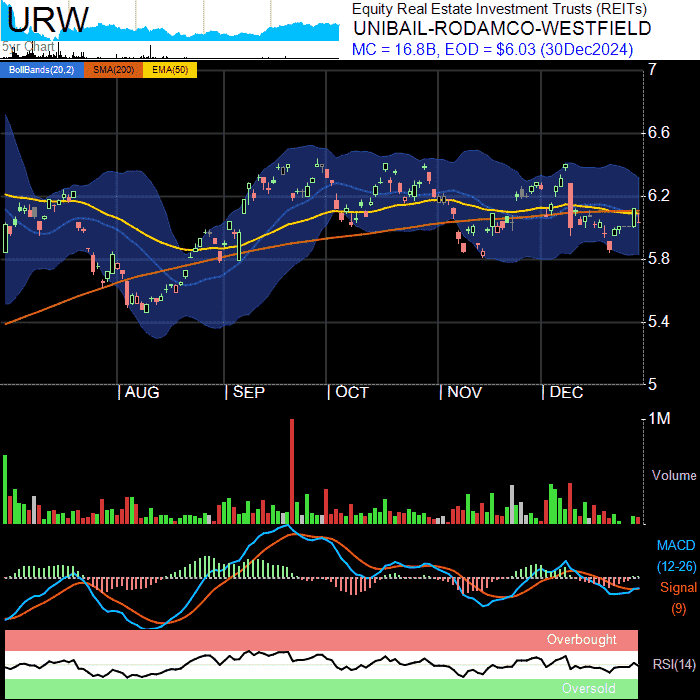 URW
5yr Chart
Equity Real Estate Investment Trusts (REITs)
UNIBAIL-RODAMCO-WESTFIELD
MC = 16.8B, EOD = $6.03 (30Dec2024)
BollBands(20,2) SMA(200) EMA(50)
7
6.6
6.2
5.8
5.4
5
AUG SEP OCT NOV DEC
1M
Volume
MACD
(12-26)
Signal
(9)
Overbought
RSI(14)
Oversold